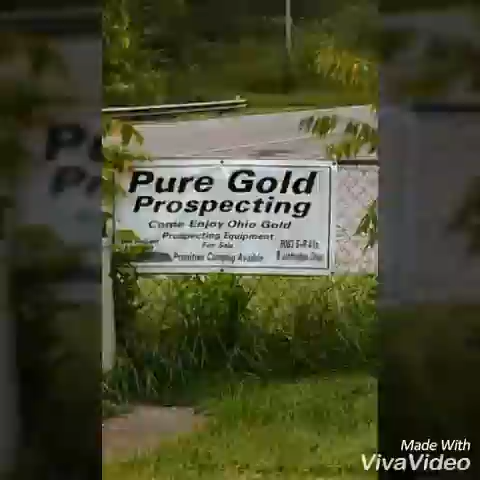 Pure Gold
Prospecting
Come Enjoy Ohio Gold
Prospecting Equipment
For Sale
Primitive Camping Available
Made With
VivaVideo